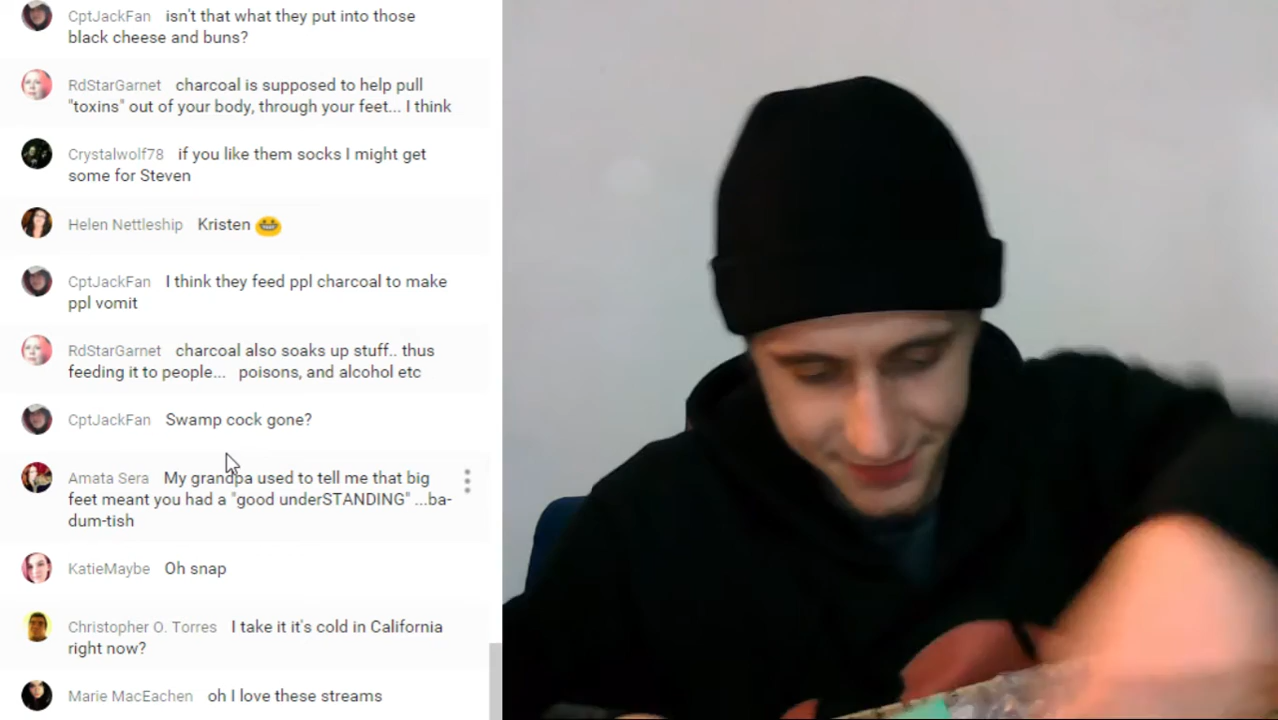 CptJackFan isn't that what they put into those
black cheese and buns?
RdStarGarnet charcoal is supposed to help pull
"toxins" out of your body, through your feet... I think
Crystalwolf78 if you like them socks I might get
some for Steven
Helen Nettleship Kristen 😁
CptJackFan I think they feed ppl charcoal to make
ppl vomit
RdStarGarnet charcoal also soaks up stuff.. thus
feeding it to people... poisons, and alcohol etc
CptJackFan Swamp cock gone?
Amata Sera My grandpa used to tell me that big
feet meant you had a "good underSTANDING" ...ba-
dum-tish
KatieMaybe Oh snap
Christopher O. Torres I take it it's cold in California
right now?
Marie MacEachen oh I love these streams